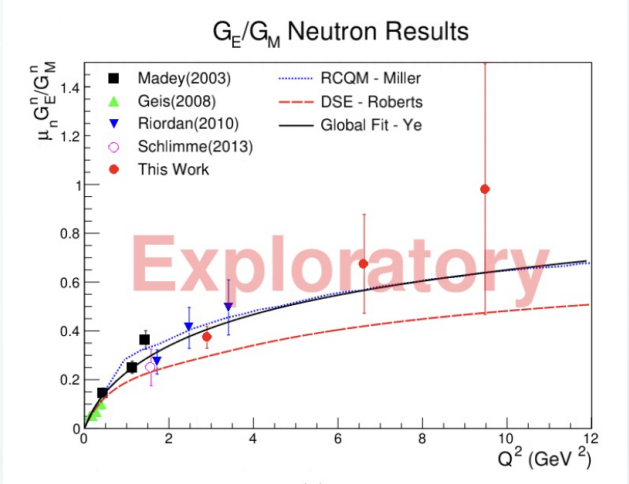 G_E/G_M Neutron Results
μ_n G_E^n/G_M^n
Madey(2003)
Geis(2008)
Riordan(2010)
Schlimme(2013)
This Work
RCQM - Miller
DSE - Roberts
Global Fit - Ye
Exploratory
1.4
1.2
1
0.8
0.6
0.4
0.2
0
0 2 4 6 8 10 12
Q² (GeV ²)